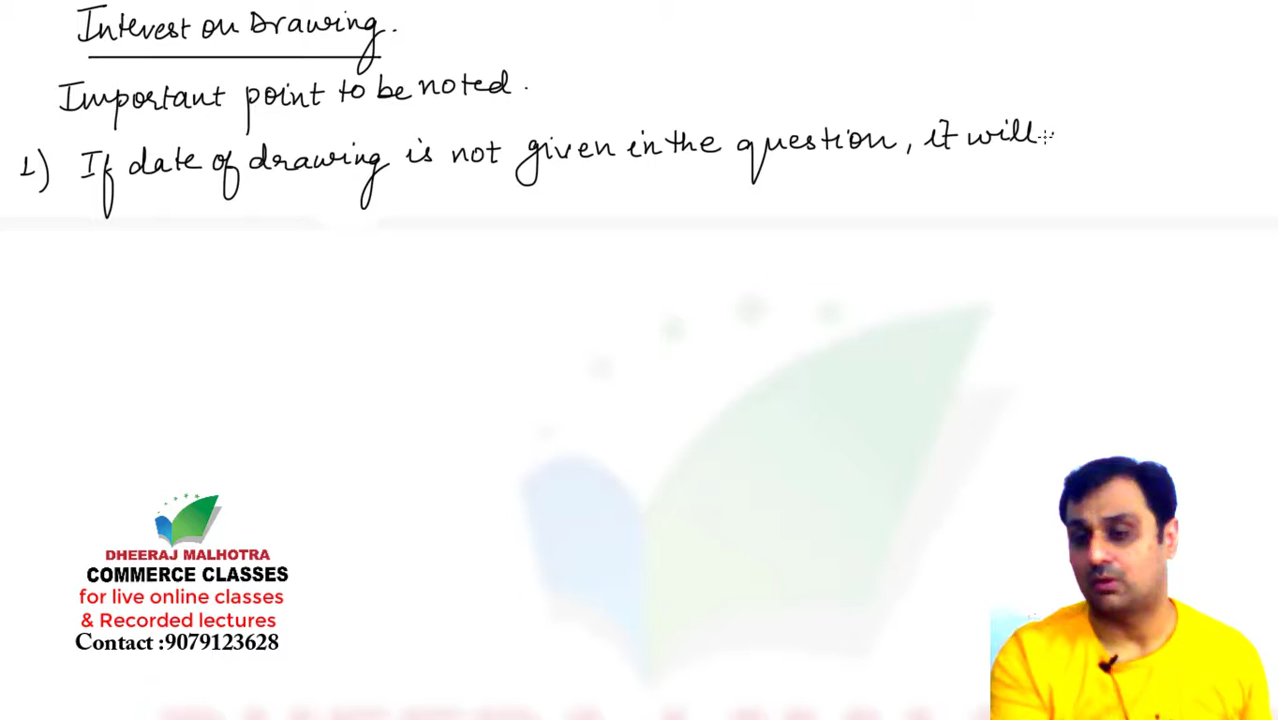 Interest on Drawing.
Important point to be noted.
1) If date of drawing is not given in the question, it will
DHEERAJ MALHOTRA
COMMERCE CLASSES
for live online classes
& Recorded lectures
Contact :9079123628